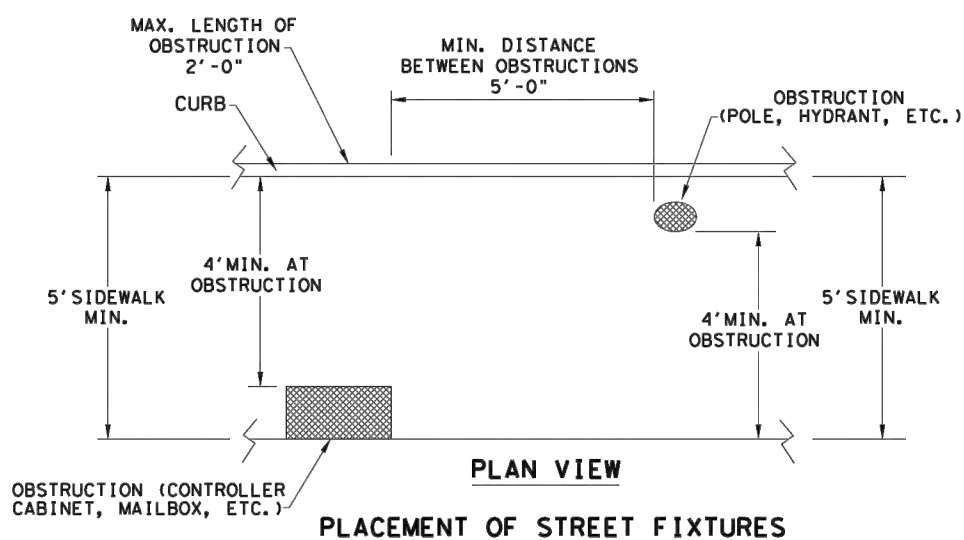 MAX. LENGTH OF
OBSTRUCTION
2'-0"
CURB
MIN. DISTANCE
BETWEEN OBSTRUCTIONS
5'-0"
OBSTRUCTION
(POLE, HYDRANT, ETC.)
5' SIDEWALK
MIN.
4' MIN. AT
OBSTRUCTION
4' MIN. AT
OBSTRUCTION
5' SIDEWALK
MIN.
OBSTRUCTION (CONTROLLER
CABINET, MAILBOX, ETC.)
PLAN VIEW
PLACEMENT OF STREET FIXTURES